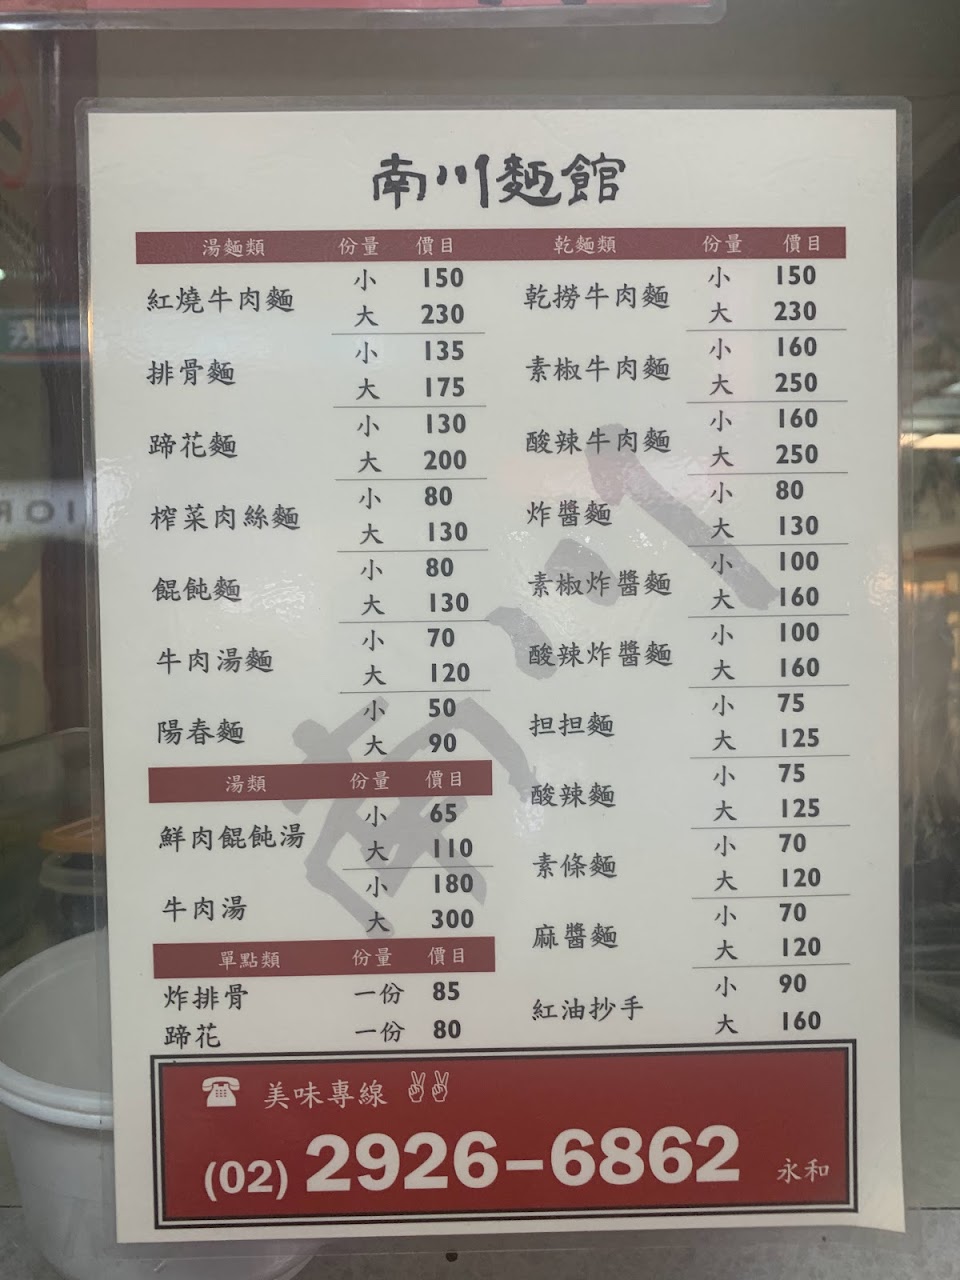 南川麵館
湯麵類 份量 價目
紅燒牛肉麵 小 150
大 230
排骨麵 小 135
大 175
蹄花麵 小 130
大 200
榨菜肉絲麵 小 80
大 130
餛飩麵 小 80
大 130
牛肉湯麵 小 70
大 120
陽春麵 小 50
大 90
湯類 份量 價目
鮮肉餛飩湯 小 65
大 110
牛肉湯 小 180
大 300
單點類 份量 價目
炸排骨 一份 85
蹄花 一份 80
乾麵類 份量 價目
乾撈牛肉麵 小 150
大 230
素椒牛肉麵 小 160
大 250
酸辣牛肉麵 小 160
大 250
炸醬麵 小 80
大 130
素椒炸醬麵 小 100
大 160
酸辣炸醬麵 小 100
大 160
担担麵 小 75
大 125
酸辣麵 小 75
大 125
素條麵 小 70
大 120
麻醬麵 小 70
大 120
紅油抄手 小 90
大 160
南川
☎ 美味專線 ✌✌
(02) 2926-6862 永和